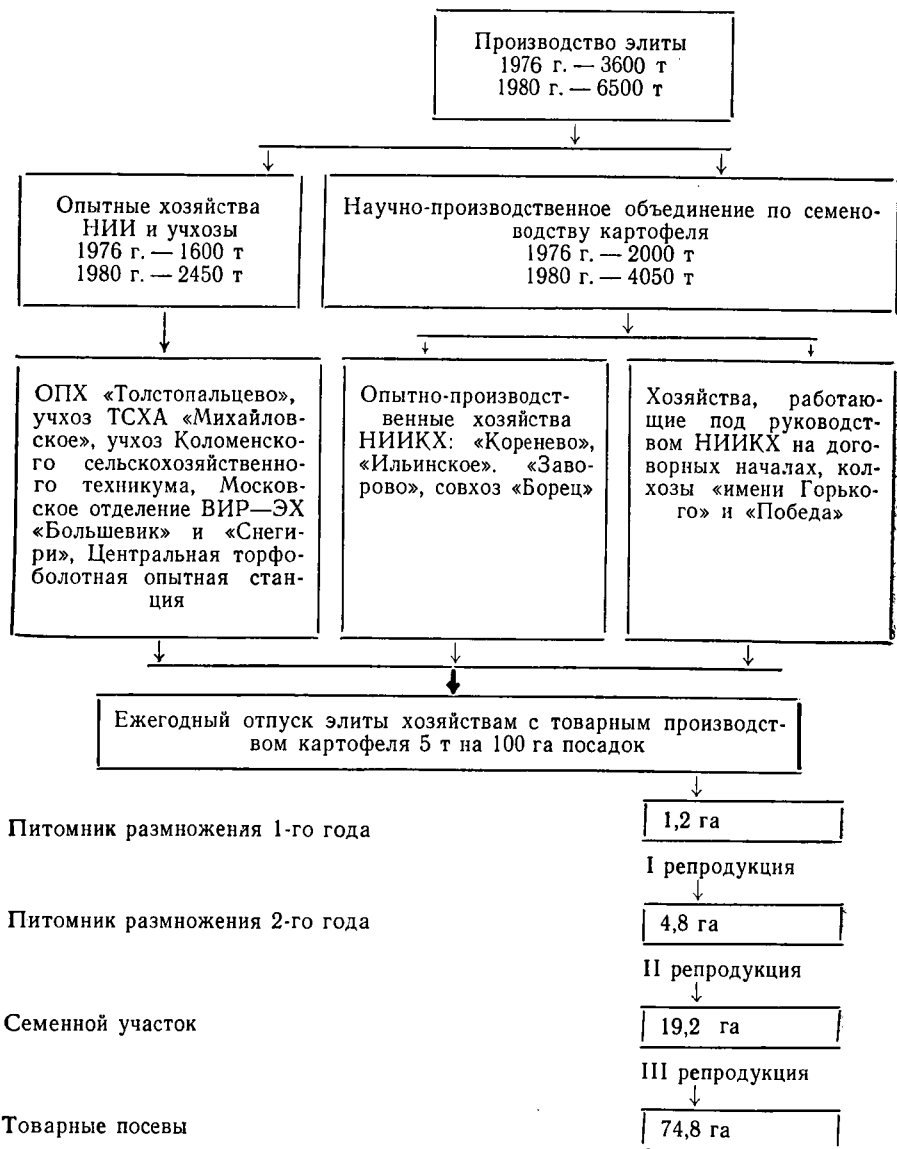 Производство элиты
1976 г. — 3600 т
1980 г. — 6500 т
Опытные хозяйства
НИИ и учхозы
1976 г. — 1600 т
1980 г. — 2450 т
Научно-производственное объединение по семено-
водству картофеля
1976 г. — 2000 т
1980 г. — 4050 т
ОПХ «Толстопальцево»,
учхоз ТСХА «Михайлов-
ское», учхоз Коломенско-
го сельскохозяйственно-
го техникума, Москов-
ское отделение ВИР—ЭХ
«Большевик» и «Снеги-
ри», Центральная торфо-
болотная опытная стан-
ция
Опытно-производст-
венные хозяйства
НИИКХ: «Коренево»,
«Ильинское». «Заво-
рово», совхоз «Борец»
Хозяйства, работаю-
щие под руководст-
вом НИИКХ на дого-
ворных началах, кол-
хозы «имени Горько-
го» и «Победа»
Ежегодный отпуск элиты хозяйствам с товарным производст-
вом картофеля 5 т на 100 га посадок
Питомник размножения 1-го года
1,2 га
I репродукция
Питомник размножения 2-го года
4,8 га
II репродукция
Семенной участок
19,2 га
III репродукция
Товарные посевы
74,8 га